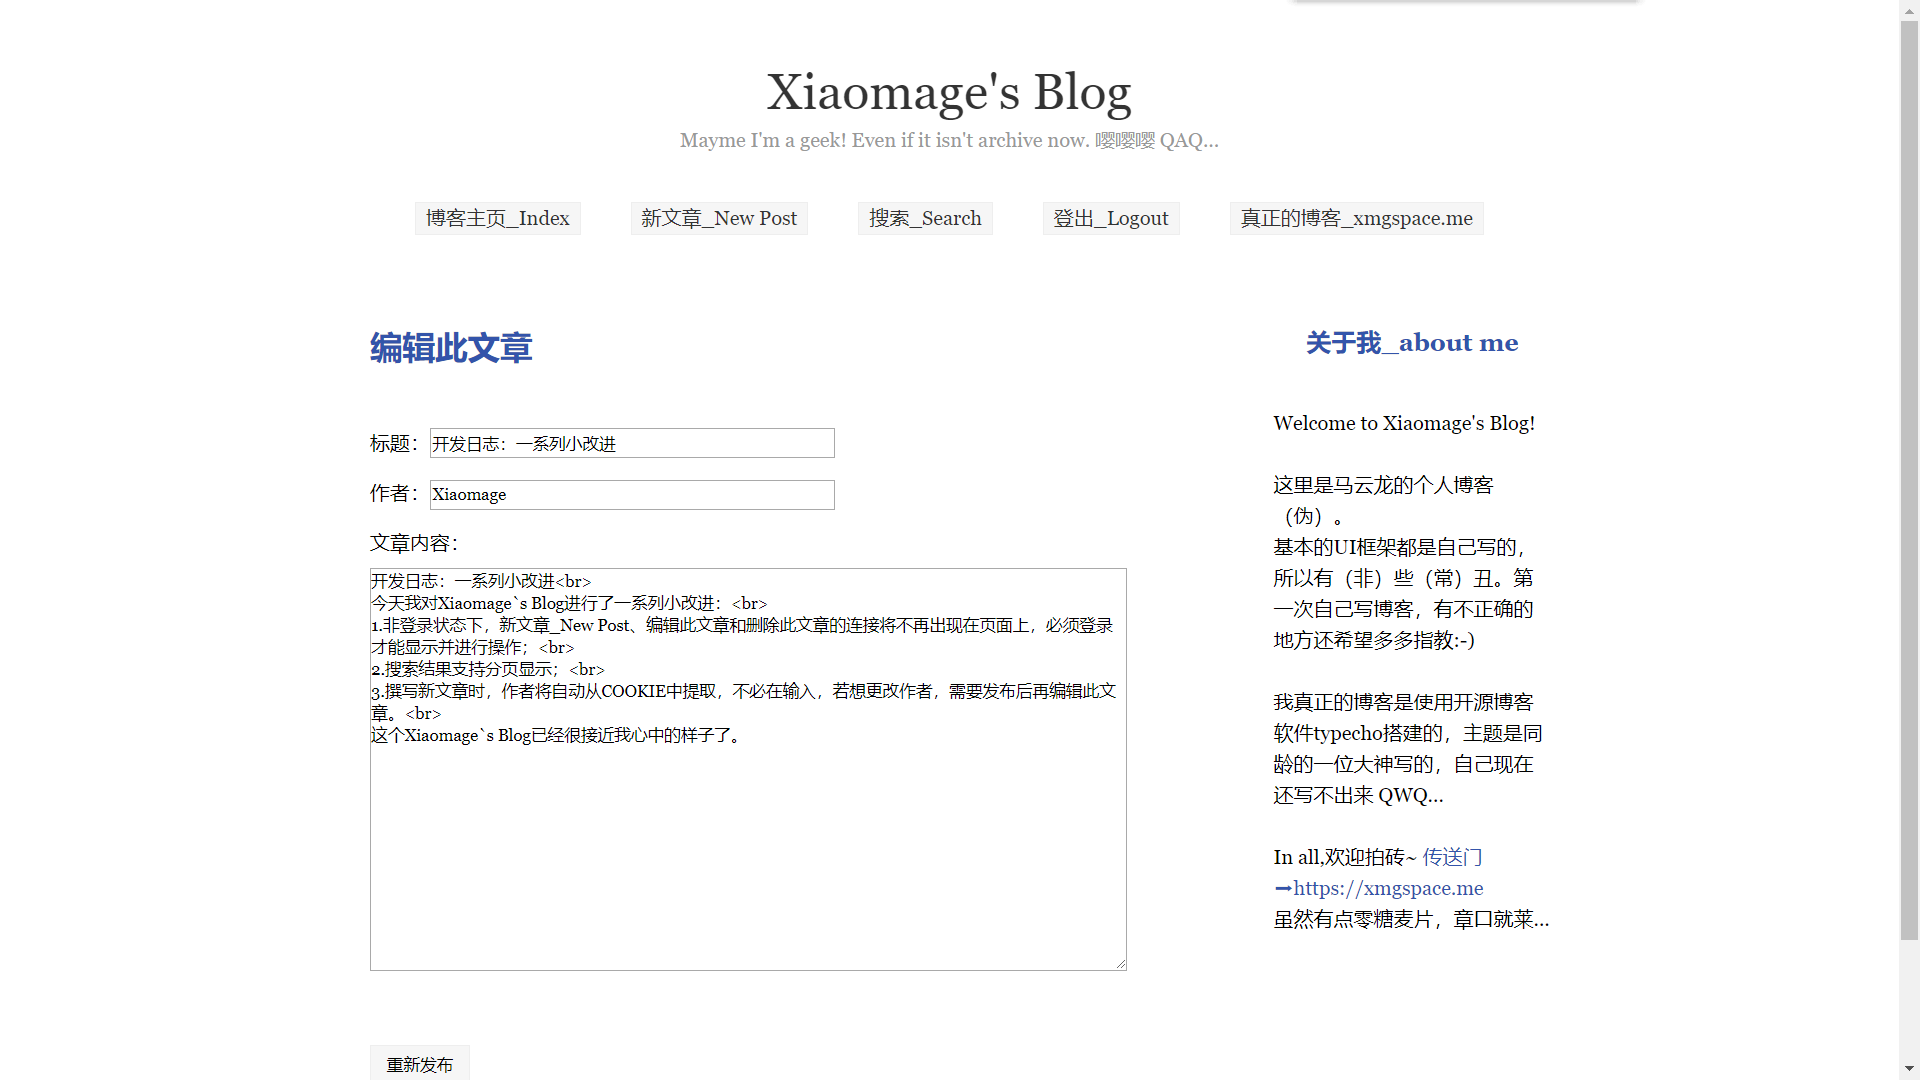 Xiaomage's Blog
Mayme I'm a geek! Even if it isn't archive now. 嘤嘤嘤 QAQ...
博客主页_Index
新文章_New Post
搜索_Search
登出_Logout
真正的博客_xmgspace.me
编辑此文章
标题：
开发日志：一系列小改进
作者：
Xiaomage
文章内容：
开发日志：一系列小改进<br>
今天我对Xiaomage`s Blog进行了一系列小改进：<br>
1.非登录状态下，新文章_New Post、编辑此文章和删除此文章的连接将不再出现在页面上，必须登录
才能显示并进行操作；<br>
2.搜索结果支持分页显示；<br>
3.撰写新文章时，作者将自动从COOKIE中提取，不必在输入，若想更改作者，需要发布后再编辑此文
章。<br>
这个Xiaomage`s Blog已经很接近我心中的样子了。
重新发布
关于我_about me
Welcome to Xiaomage's Blog!
这里是马云龙的个人博客
（伪）。
基本的UI框架都是自己写的，
所以有（非）些（常）丑。第
一次自己写博客，有不正确的
地方还希望多多指教:-)
我真正的博客是使用开源博客
软件typecho搭建的，主题是同
龄的一位大神写的，自己现在
还写不出来 QWQ...
In all,欢迎拍砖~ 传送门
➞https://xmgspace.me
虽然有点零糖麦片，章口就莱...